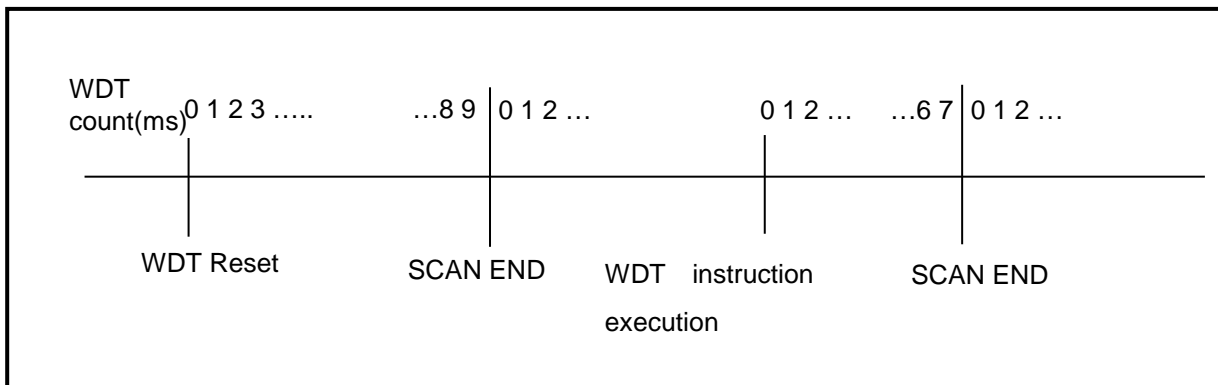 WDT
count(ms) 0 1 2 3 ….. …8 9 0 1 2 … 0 1 2 … …6 7 0 1 2 …
WDT Reset SCAN END WDT instruction SCAN END
execution